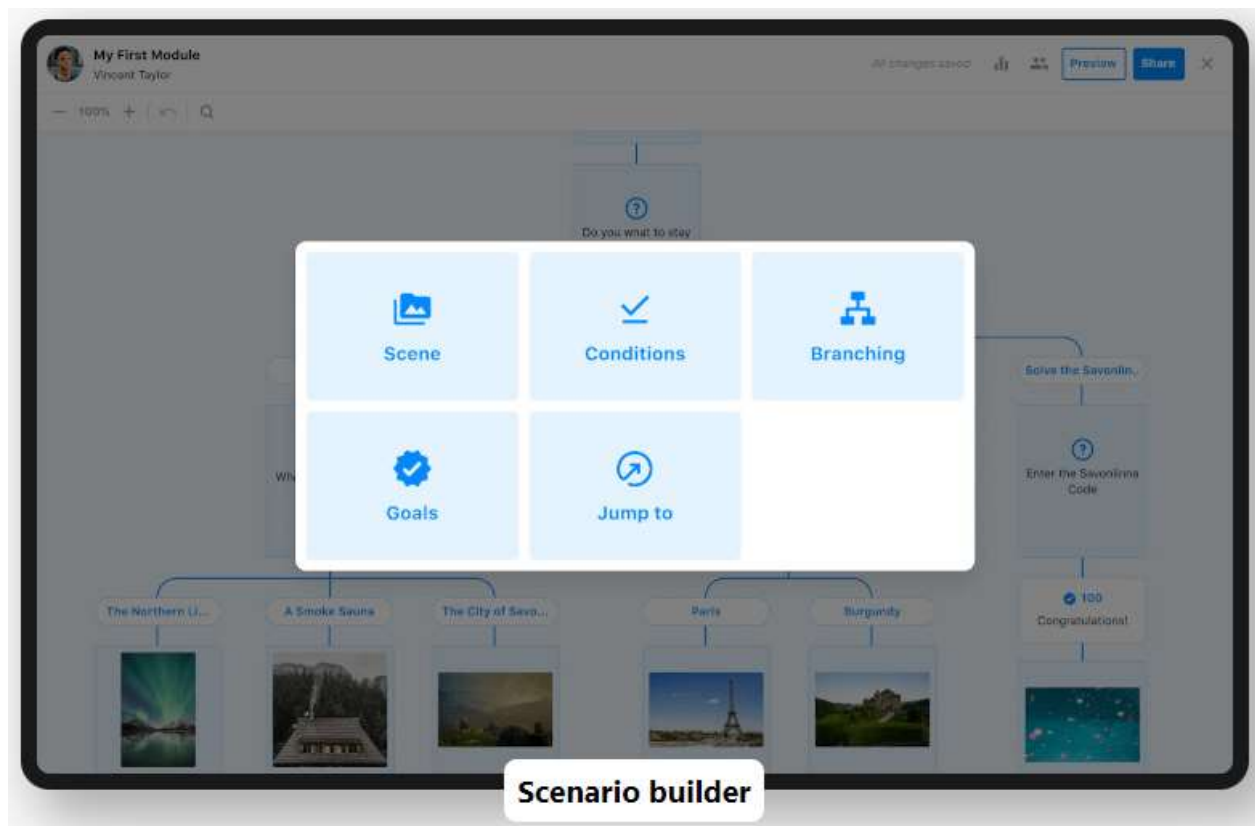 My First Module
Vincent Taylor
All changes saved
Preview
Share
100%
Do you what to stay
Scene
Conditions
Branching
Solve the Savonlin..
Goals
Jump to
Enter the Savonlinna
Code
The Northern Li...
A Smoke Sauna
The City of Savo...
Paris
Burgundy
100
Congratulations!
Scenario builder